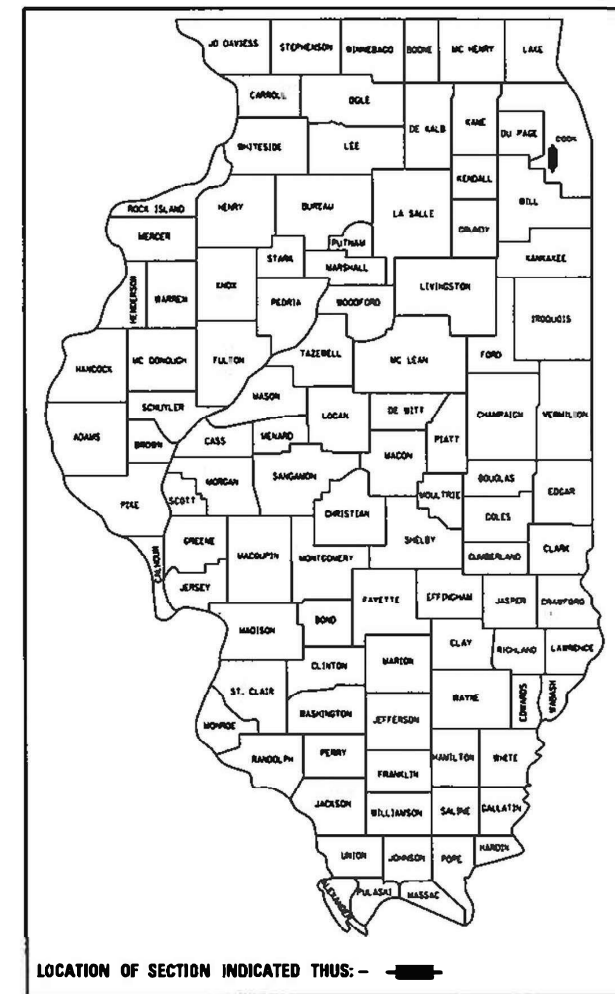 JO DAVIESS STEPHENSON WINNEBAGO BOONE MC HENRY LAKE
CARROLL OGLE DE KALB KANE DU PAGE COOK
WHITESIDE LEE
KENDALL WILL
ROCK ISLAND HENRY BUREAU LA SALLE GRUNDY
MERCER PUTNAM
STARK MARSHALL KANKAKEE
HENDERSON WARREN KNOX PEORIA WOODFORD LIVINGSTON IROQUOIS
HANCOCK MC DONOUGH FULTON TAZEWELL MC LEAN FORD
SCHUYLER MASON LOGAN DE WITT CHAMPAIGN VERMILION
ADAMS BROWN CASS MENARD MACON PIATT
PIKE SCOTT MORGAN SANGAMON MOULTRIE DOUGLAS EDGAR
CHRISTIAN COLES
GREENE SHELBY CUMBERLAND CLARK
CALHOUN MACOUPIN MONTGOMERY
JERSEY FAYETTE EFFINGHAM JASPER CRAWFORD
MADISON BOND
CLAY RICHLAND LAWRENCE
CLINTON MARION
ST. CLAIR WAYNE EDWARDS WABASH
MONROE WASHINGTON JEFFERSON
RANDOLPH PERRY HAMILTON WHITE
FRANKLIN
JACKSON WILLIAMSON SALINE GALLATIN
UNION JOHNSON POPE HARDIN
ALEXANDER PULASKI MASSAC
LOCATION OF SECTION INDICATED THUS: -